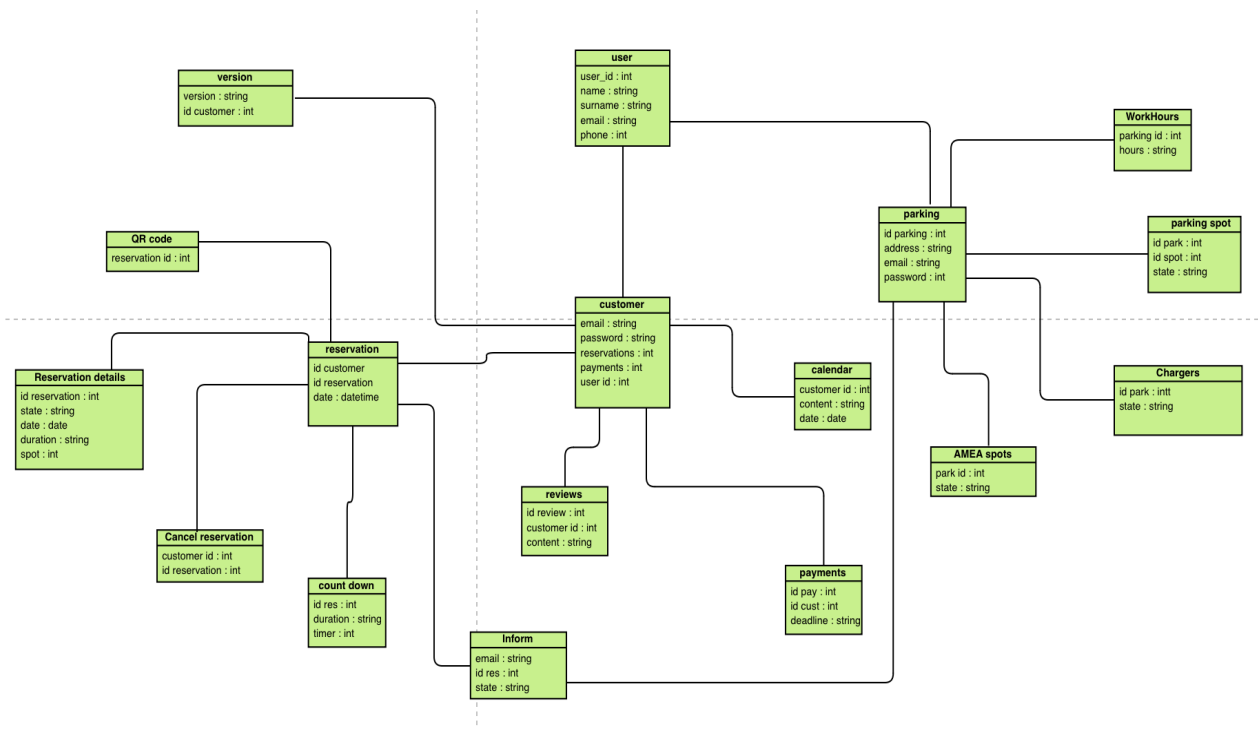 user
user_id : int
name : string
surname : string
email : string
phone : int
version
version : string
id customer : int
WorkHours
parking id : int
hours : string
parking
id parking : int
address : string
email : string
password : int
parking spot
id park : int
id spot : int
state : string
QR code
reservation id : int
customer
email : string
password : string
reservations : int
payments : int
user id : int
reservation
id customer
id reservation
date : datetime
Reservation details
id reservation : int
state : string
date : date
duration : string
spot : int
calendar
customer id : int
content : string
date : date
Chargers
id park : intt
state : string
AMEA spots
park id : int
state : string
reviews
id review : int
customer id : int
content : string
Cancel reservation
customer id : int
id reservation : int
count down
id res : int
duration : string
timer : int
payments
id pay : int
id cust : int
deadline : string
Inform
email : string
id res : int
state : string